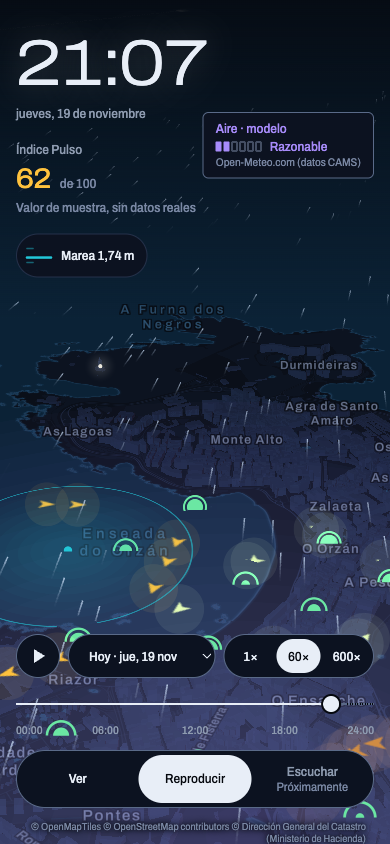 21:07
jueves, 19 de noviembre
Aire · modelo
Razonable
Open-Meteo.com (datos CAMS)
Índice Pulso
62 de 100
Valor de muestra, sin datos reales
Marea 1,74 m
A Furna dos
Negros
Durmideiras
Agra de Santo
Amaro
As Lagoas
Monte Alto
Zalaeta
Enseada
do Orzán
O Orzán
Hoy · jue, 19 nov
1×
60×
600×
Riazor
O Ensanche
00:00
06:00
12:00
18:00
24:00
Ver
Reproducir
Escuchar
Próximamente
Pontes
© OpenMapTiles © OpenStreetMap contributors © Dirección General del Catastro
(Ministerio de Hacienda)